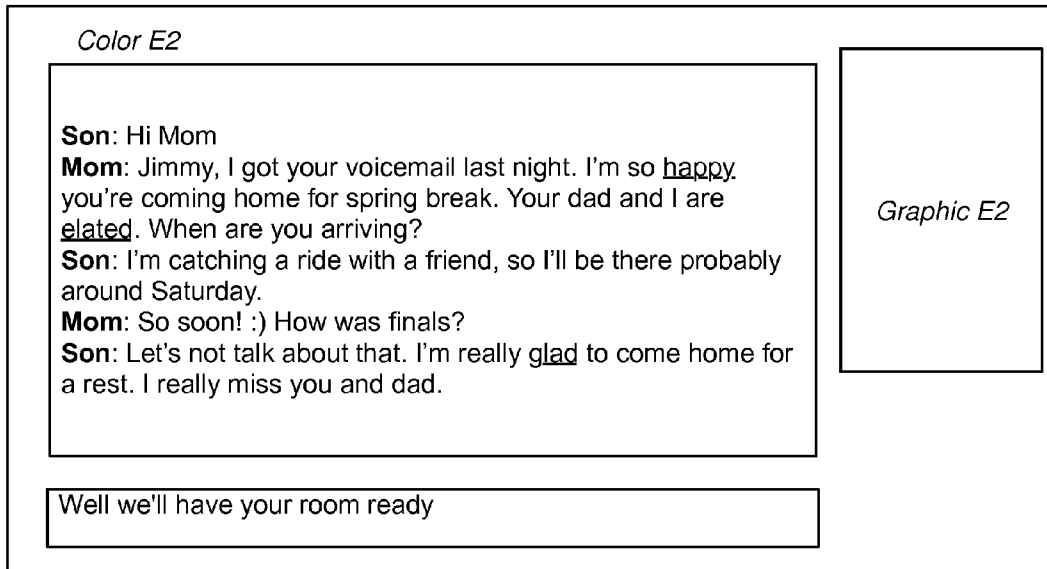 Color E2
Son: Hi Mom
Mom: Jimmy, I got your voicemail last night. I'm so happy
you're coming home for spring break. Your dad and I are
elated. When are you arriving?
Son: I'm catching a ride with a friend, so I'll be there probably
around Saturday.
Mom: So soon! :) How was finals?
Son: Let's not talk about that. I'm really glad to come home for
a rest. I really miss you and dad.
Graphic E2
Well we'll have your room ready